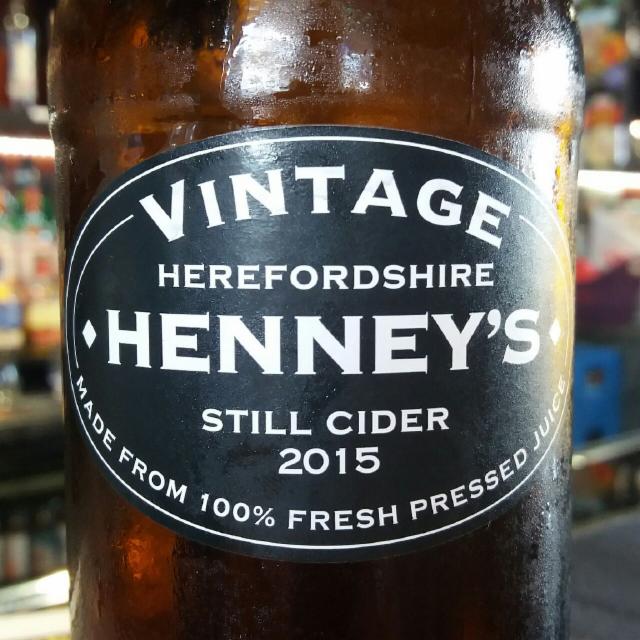 VINTAGE
HEREFORDSHIRE
HENNEY'S
STILL CIDER
2015
MADE FROM 100% FRESH PRESSED JUICE